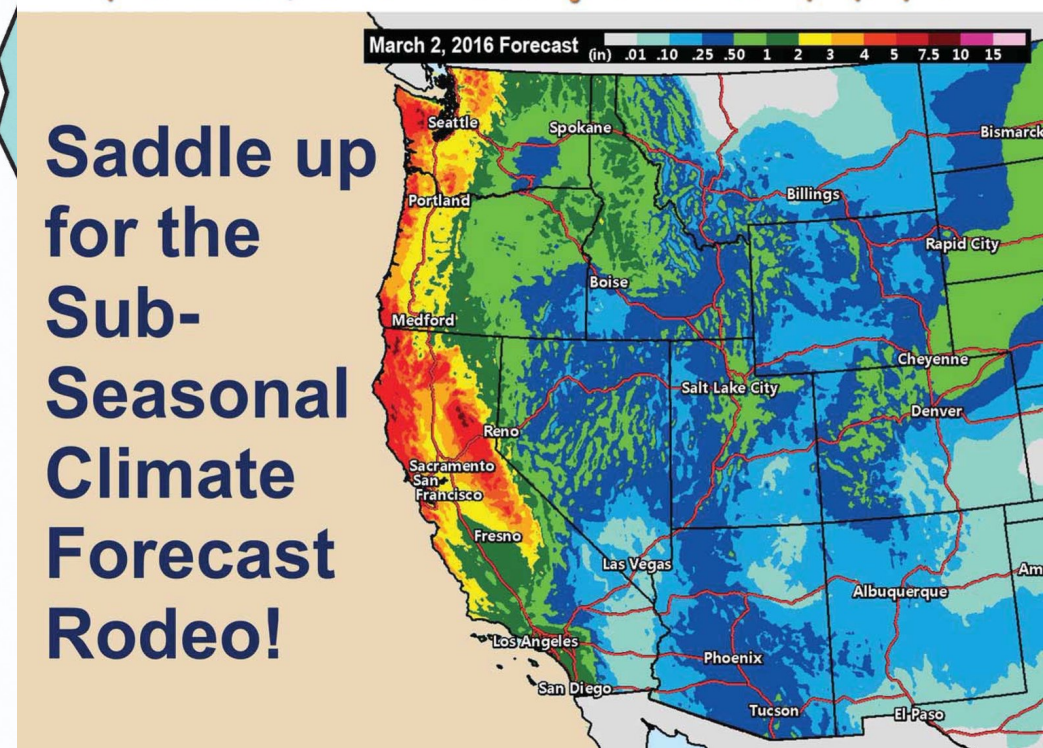 March 2, 2016 Forecast
(in) .01 .10 .25 .50 1 2 3 4 5 7.5 10 15
Saddle up
for the
Sub-
Seasonal
Climate
Forecast
Rodeo!
Seattle
Spokane
Bismarck
Portland
Billings
Rapid City
Boise
Medford
Cheyenne
Salt Lake City
Denver
Reno
Sacramento
San
Francisco
Fresno
Las Vegas
Albuquerque
Am
Los Angeles
Phoenix
San Diego
Tucson
El Paso